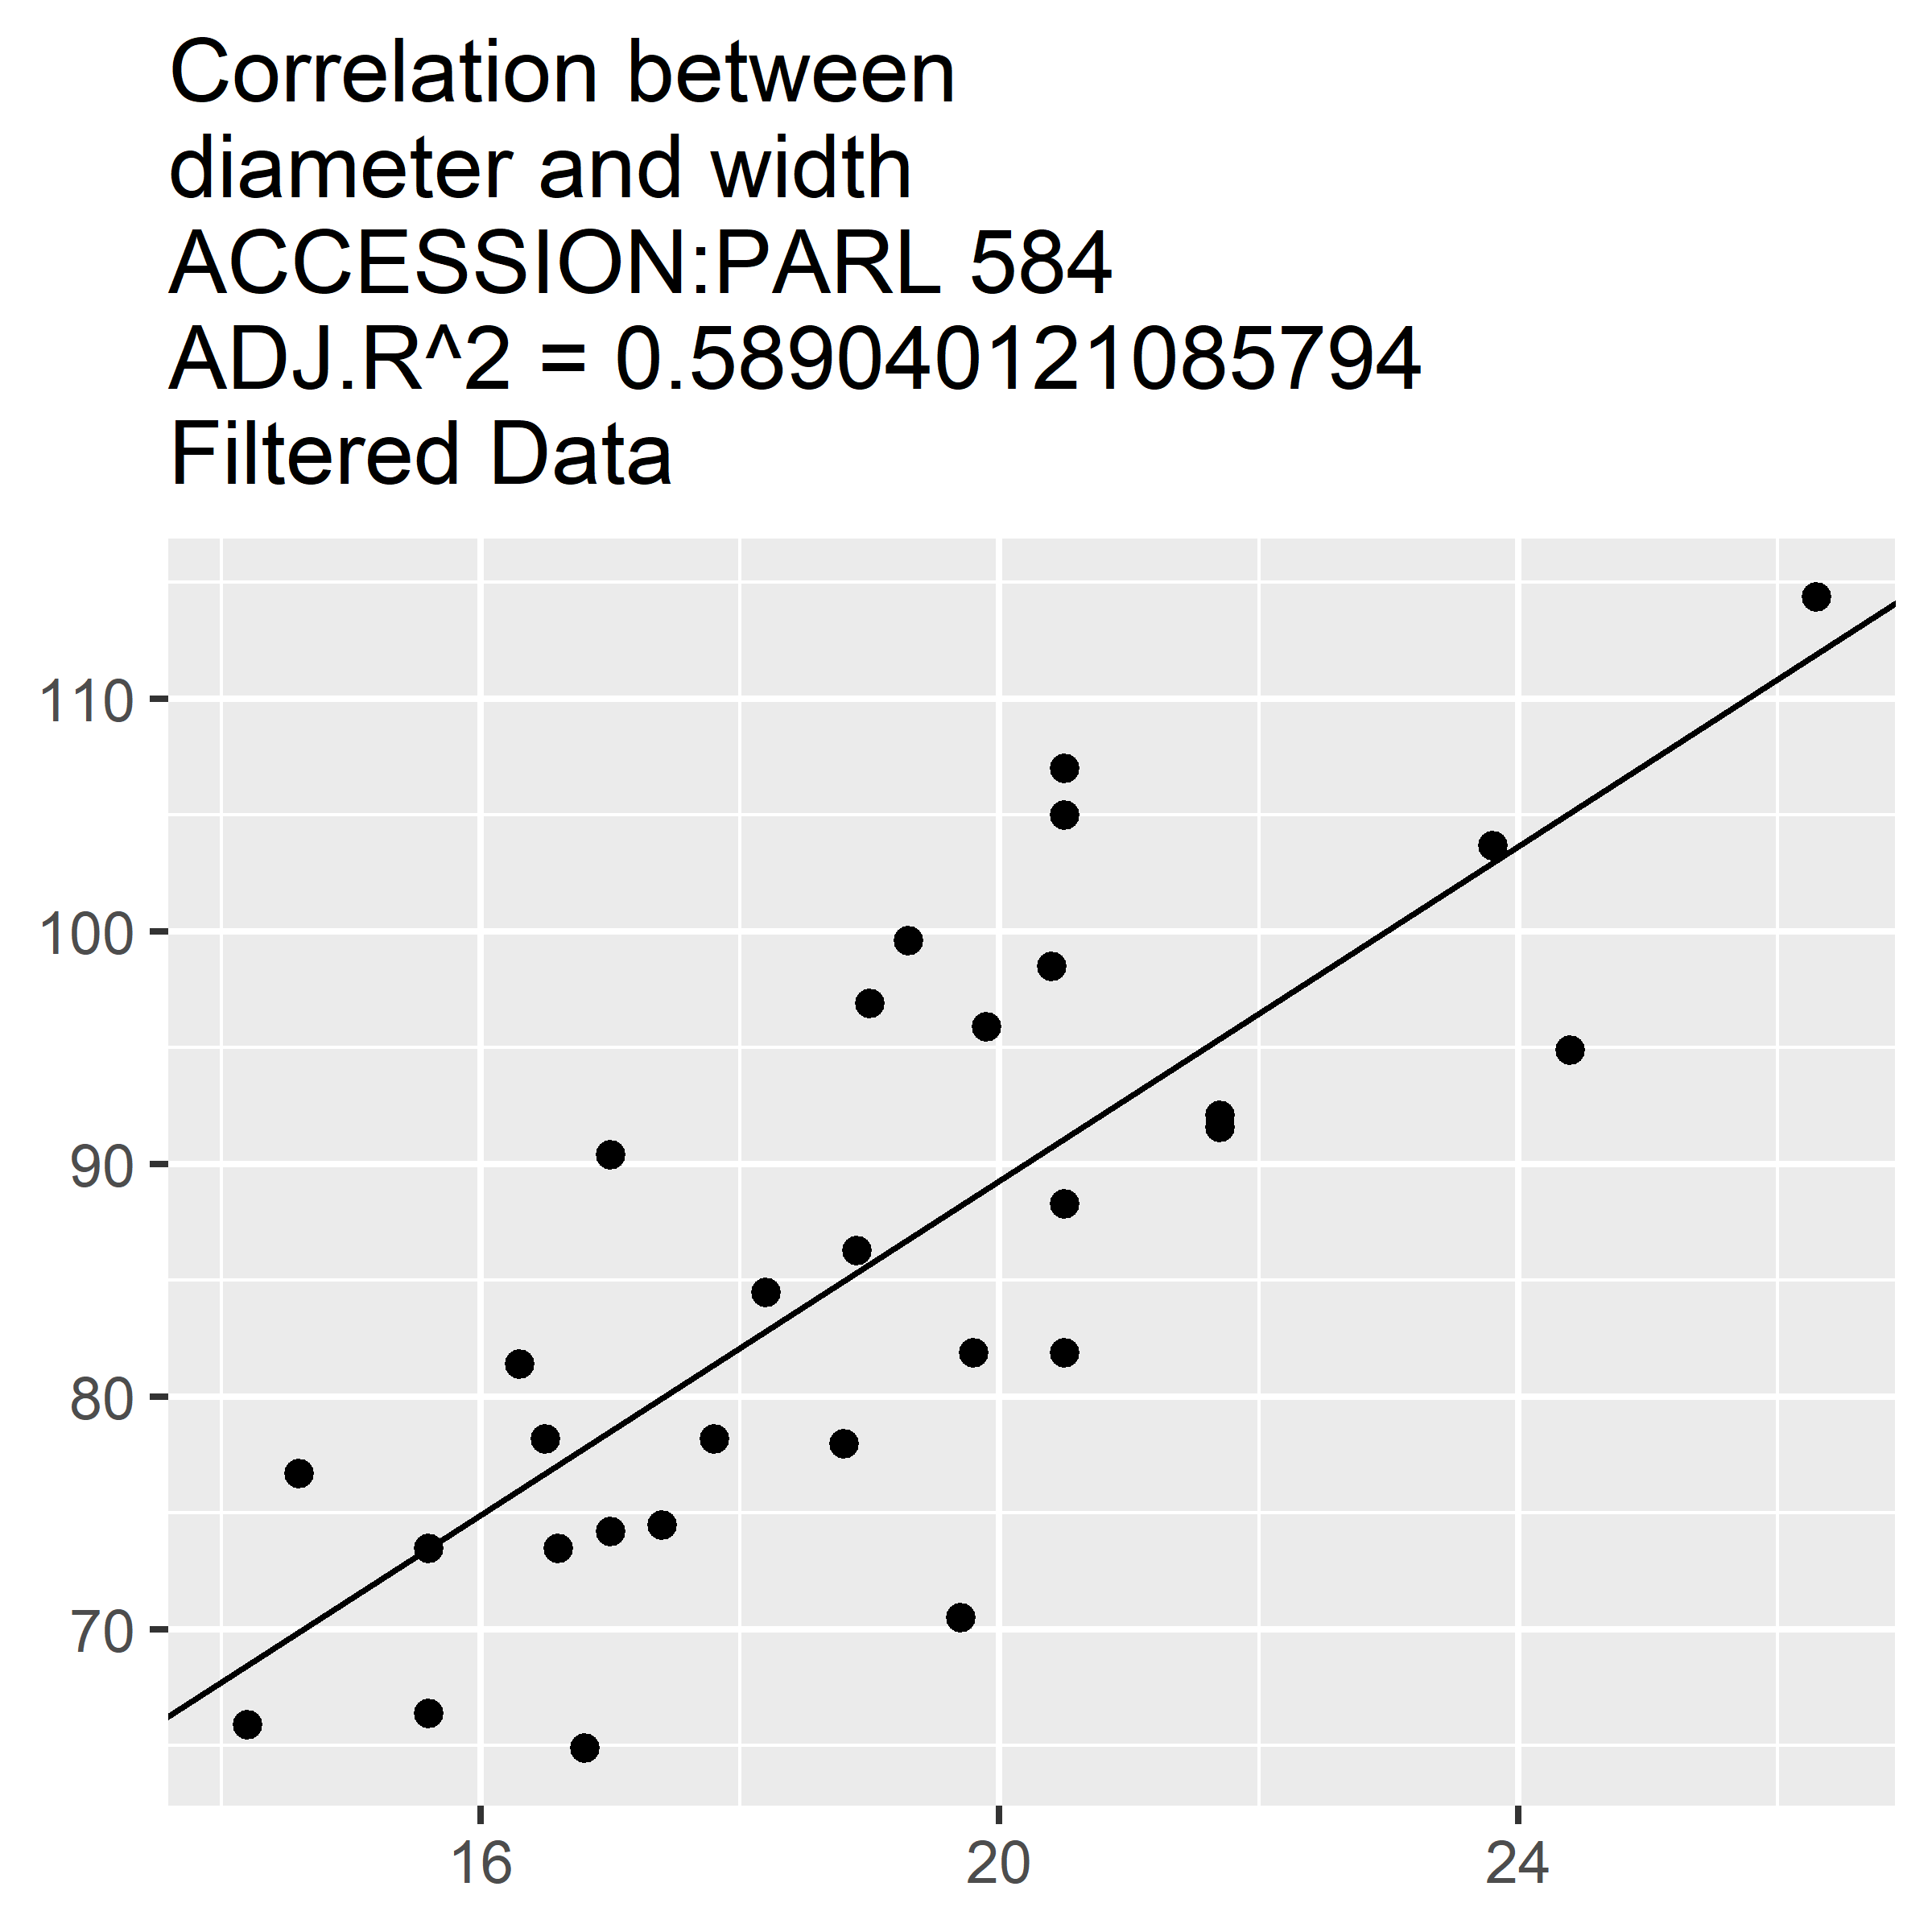 Correlation between
diameter and width
ACCESSION:PARL 584
ADJ.R^2 = 0.589040121085794
Filtered Data
110
100
90
80
70
16 20 24